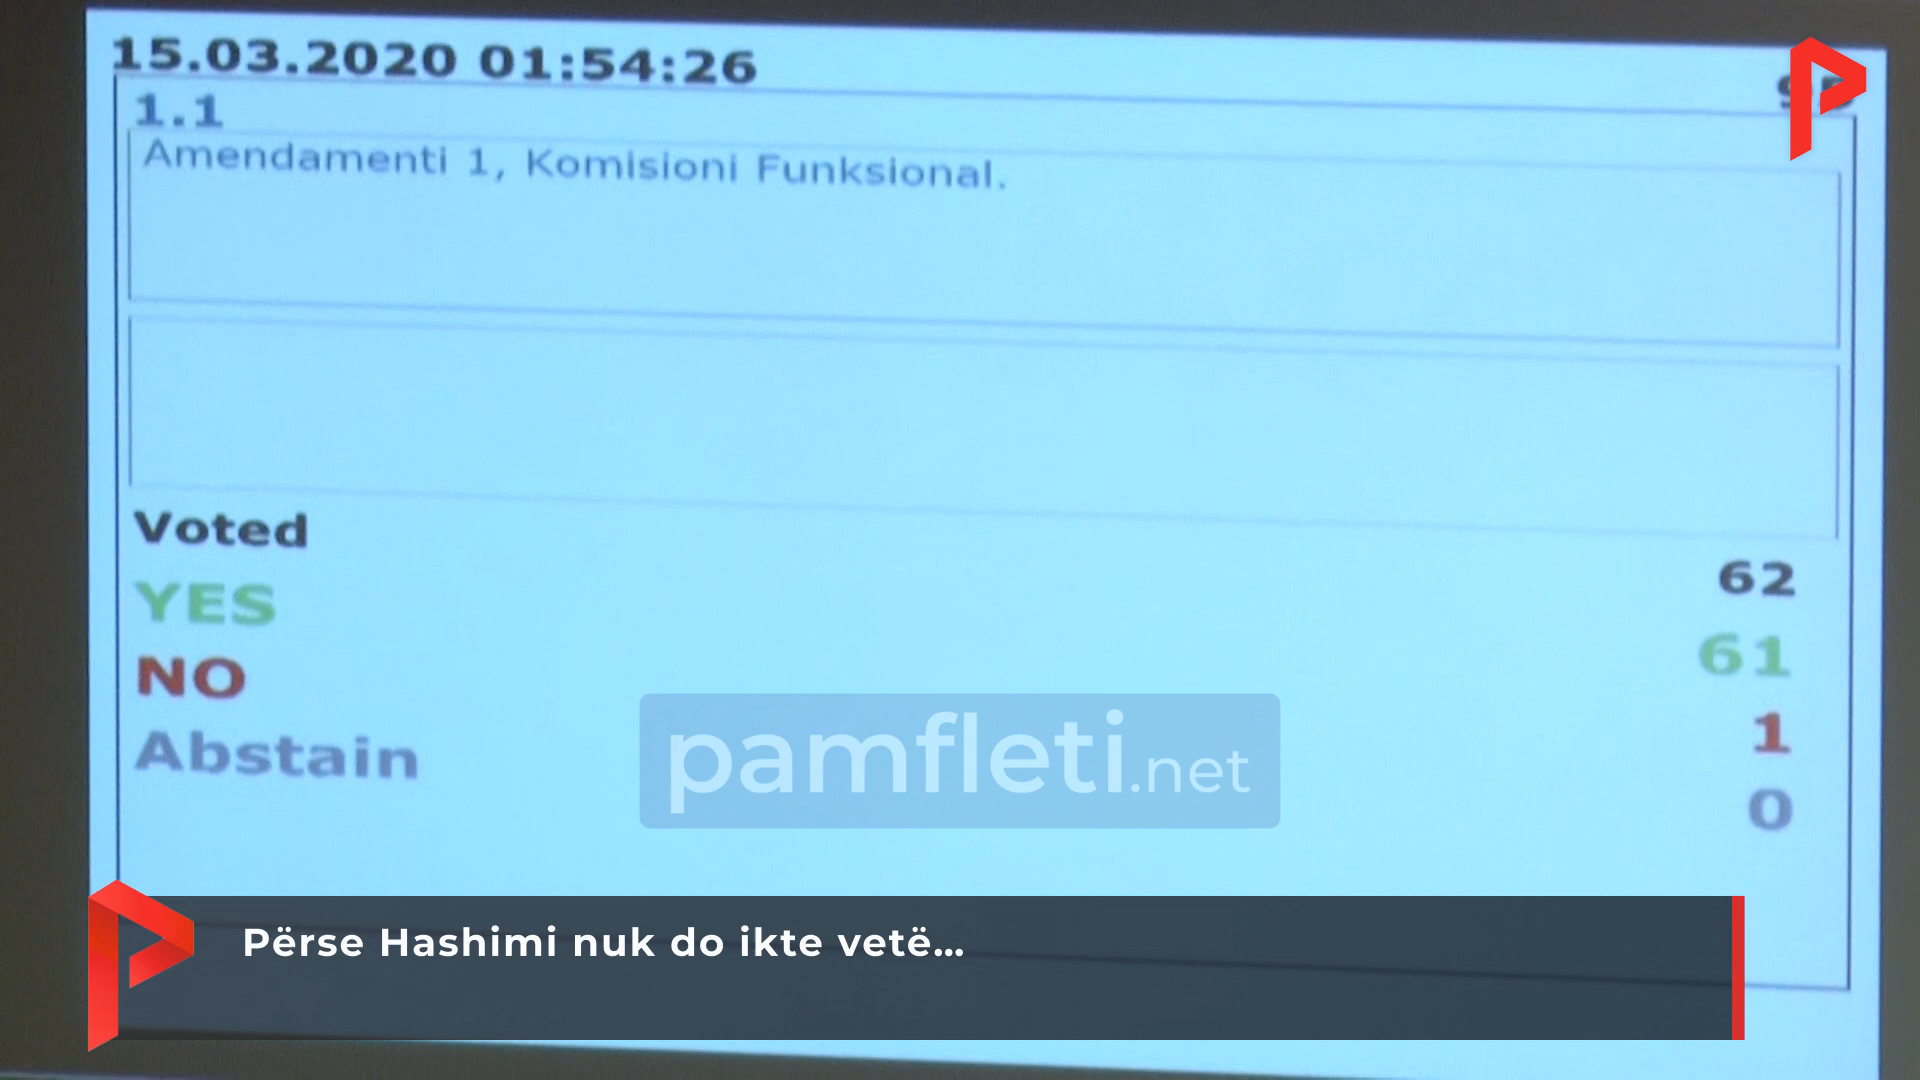 15.03.2020 01:54:26
1.1
Amendamenti 1, Komisioni Funksional.
Voted 62
YES 61
NO 1
Abstain 0
pamfleti.net
Përse Hashimi nuk do ikte vetë...